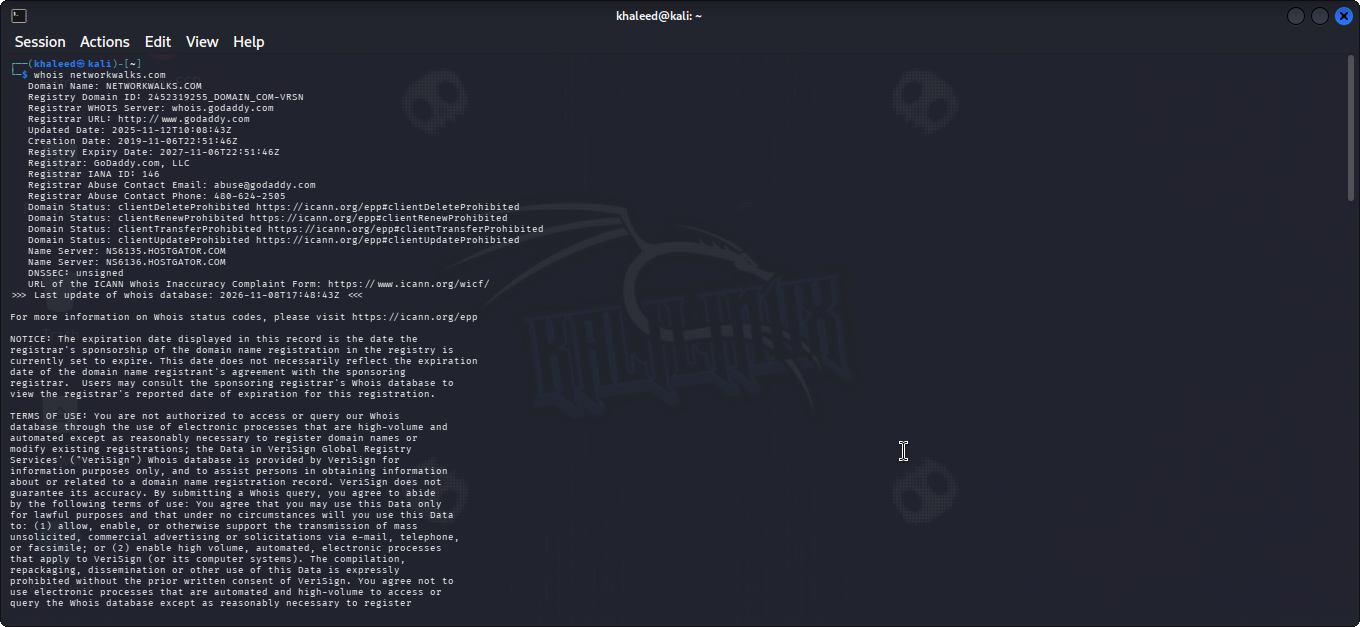 khaleed@kali: ~
Session Actions Edit View Help
┌──(khaleed㉿kali)-[~]
└─$ whois networkwalks.com
Domain Name: NETWORKWALKS.COM
Registry Domain ID: 2452319255_DOMAIN_COM-VRSN
Registrar WHOIS Server: whois.godaddy.com
Registrar URL: http://www.godaddy.com
Updated Date: 2025-11-12T10:08:43Z
Creation Date: 2019-11-06T22:51:46Z
Registry Expiry Date: 2027-11-06T22:51:46Z
Registrar: GoDaddy.com, LLC
Registrar IANA ID: 146
Registrar Abuse Contact Email: abuse@godaddy.com
Registrar Abuse Contact Phone: 480-624-2505
Domain Status: clientDeleteProhibited https://icann.org/epp#clientDeleteProhibited
Domain Status: clientRenewProhibited https://icann.org/epp#clientRenewProhibited
Domain Status: clientTransferProhibited https://icann.org/epp#clientTransferProhibited
Domain Status: clientUpdateProhibited https://icann.org/epp#clientUpdateProhibited
Name Server: NS6135.HOSTGATOR.COM
Name Server: NS6136.HOSTGATOR.COM
DNSSEC: unsigned
URL of the ICANN Whois Inaccuracy Complaint Form: https://www.icann.org/wicf/
>>> Last update of whois database: 2026-11-08T17:48:43Z <<<
For more information on Whois status codes, please visit https://icann.org/epp
NOTICE: The expiration date displayed in this record is the date the
registrar's sponsorship of the domain name registration in the registry is
currently set to expire. This date does not necessarily reflect the expiration
date of the domain name registrant's agreement with the sponsoring
registrar. Users may consult the sponsoring registrar's Whois database to
view the registrar's reported date of expiration for this registration.
TERMS OF USE: You are not authorized to access or query our Whois
database through the use of electronic processes that are high-volume and
automated except as reasonably necessary to register domain names or
modify existing registrations; the Data in VeriSign Global Registry
Services' ("VeriSign") Whois database is provided by VeriSign for
information purposes only, and to assist persons in obtaining information
about or related to a domain name registration record. VeriSign does not
guarantee its accuracy. By submitting a Whois query, you agree to abide
by the following terms of use: You agree that you may use this Data only
for lawful purposes and that under no circumstances will you use this Data
to: (1) allow, enable, or otherwise support the transmission of mass
unsolicited, commercial advertising or solicitations via e-mail, telephone,
or facsimile; or (2) enable high volume, automated, electronic processes
that apply to VeriSign (or its computer systems). The compilation,
repackaging, dissemination or other use of this Data is expressly
prohibited without the prior written consent of VeriSign. You agree not to
use electronic processes that are automated and high-volume to access or
query the Whois database except as reasonably necessary to register
KALI LINUX